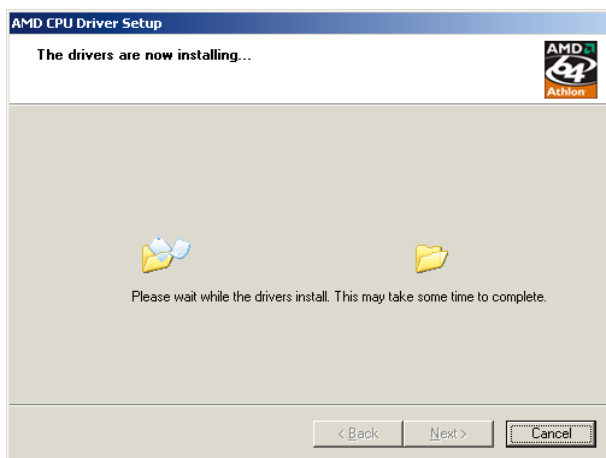 AMD CPU Driver Setup
The drivers are now installing...
AMD
64
Athlon
Please wait while the drivers install. This may take some time to complete.
< Back
Next >
Cancel